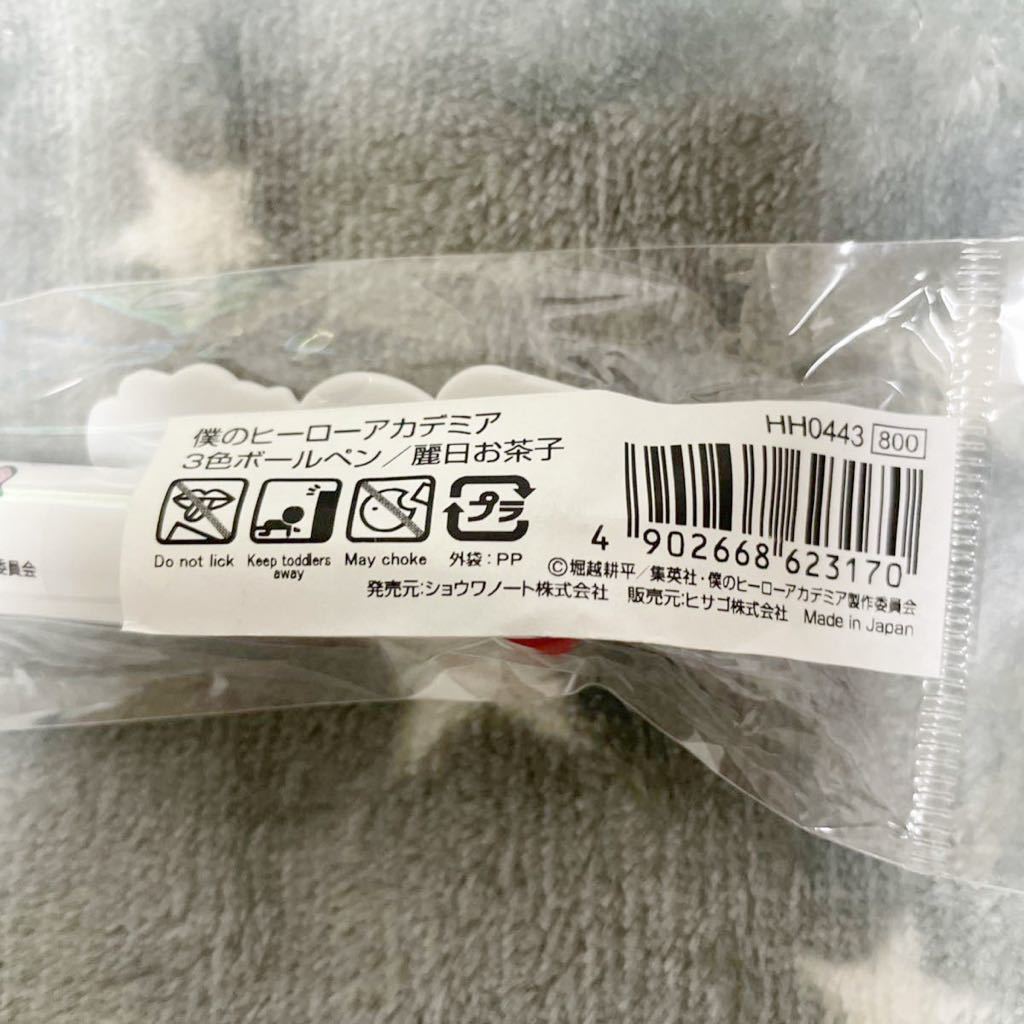 僕のヒーローアカデミア
3色ボールペン／麗日お茶子
HH0443 800
Do not lick
Keep toddlers away
May choke
プラ
外袋：PP
4 902668 623170
©堀越耕平／集英社・僕のヒーローアカデミア製作委員会
発売元：ショウワノート株式会社 販売元：ヒサゴ株式会社 Made in Japan
委員会